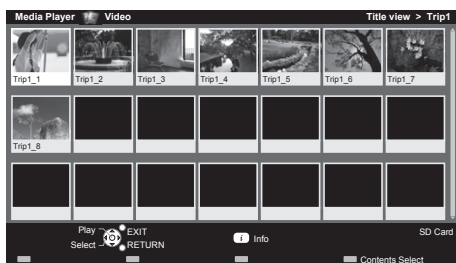 Media Player Video Title view > Trip1
Trip1_1 Trip1_2 Trip1_3 Trip1_4 Trip1_5 Trip1_6 Trip1_7
Trip1_8
Play EXIT Info SD Card
Select RETURN
Contents Select